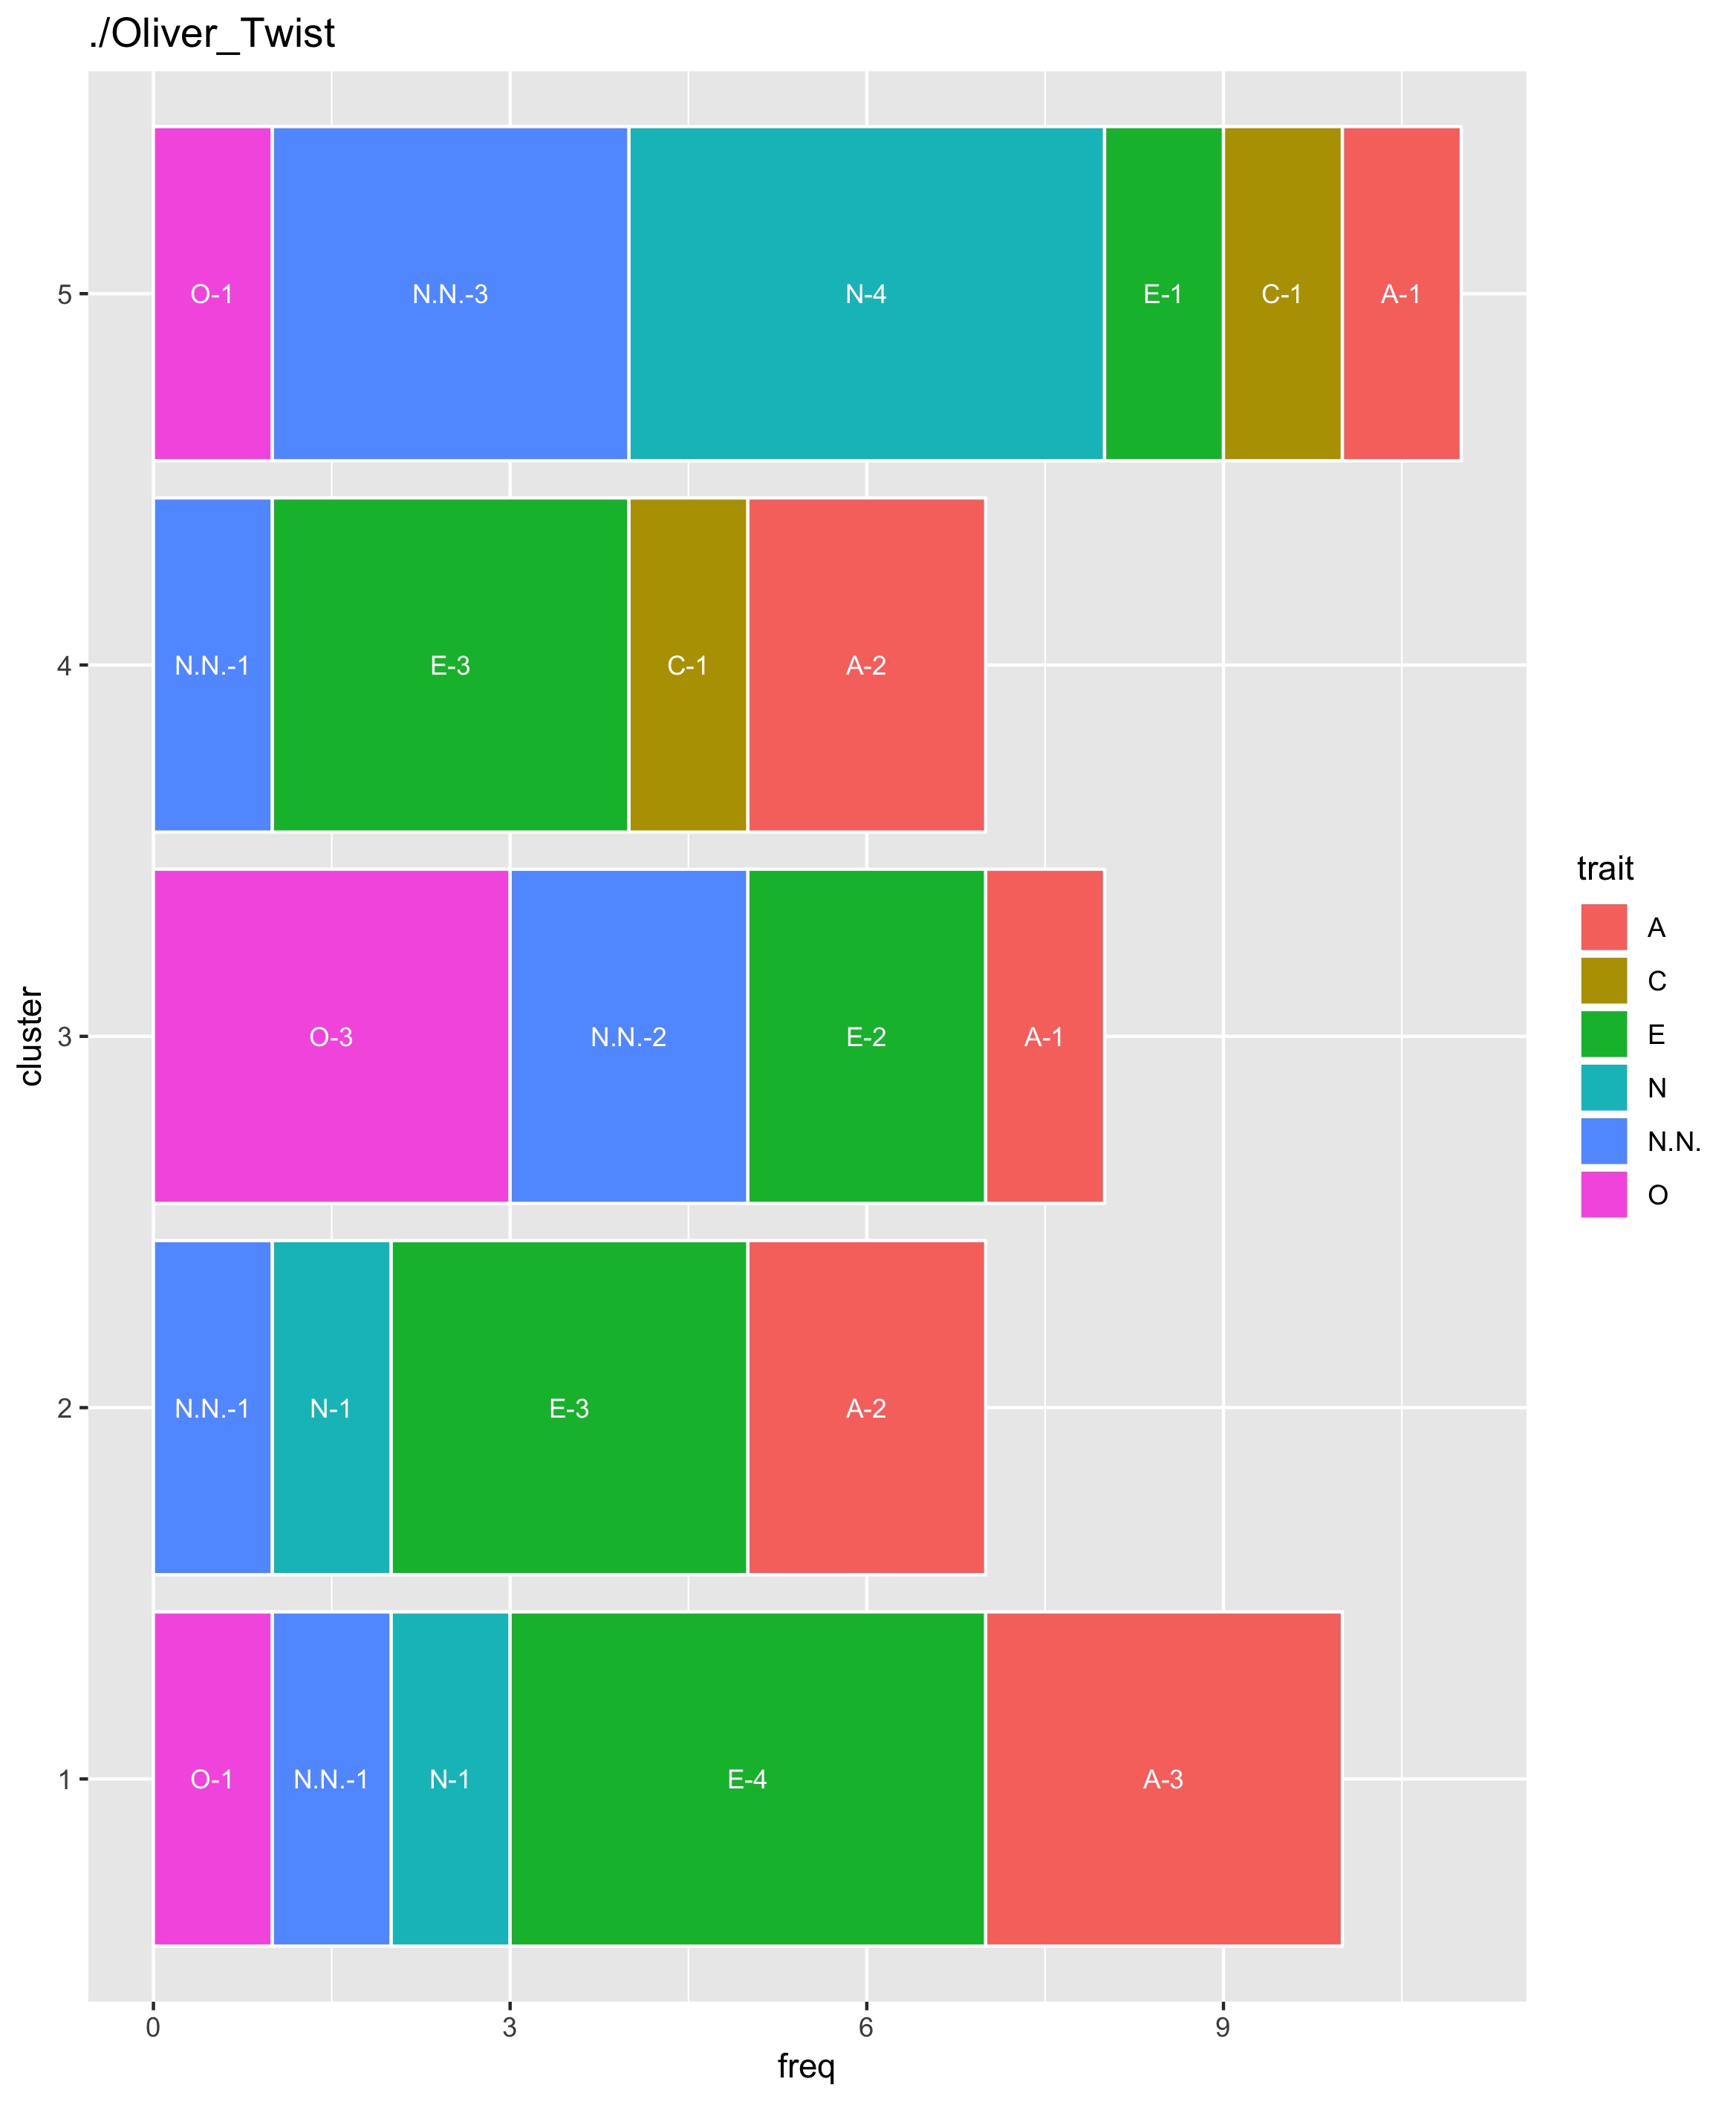 ./Oliver_Twist
5
O-1
N.N.-3
N-4
E-1
C-1
A-1
4
N.N.-1
E-3
C-1
A-2
3
O-3
N.N.-2
E-2
A-1
2
N.N.-1
N-1
E-3
A-2
1
O-1
N.N.-1
N-1
E-4
A-3
0
3
6
9
freq
cluster
trait
A
C
E
N
N.N.
O